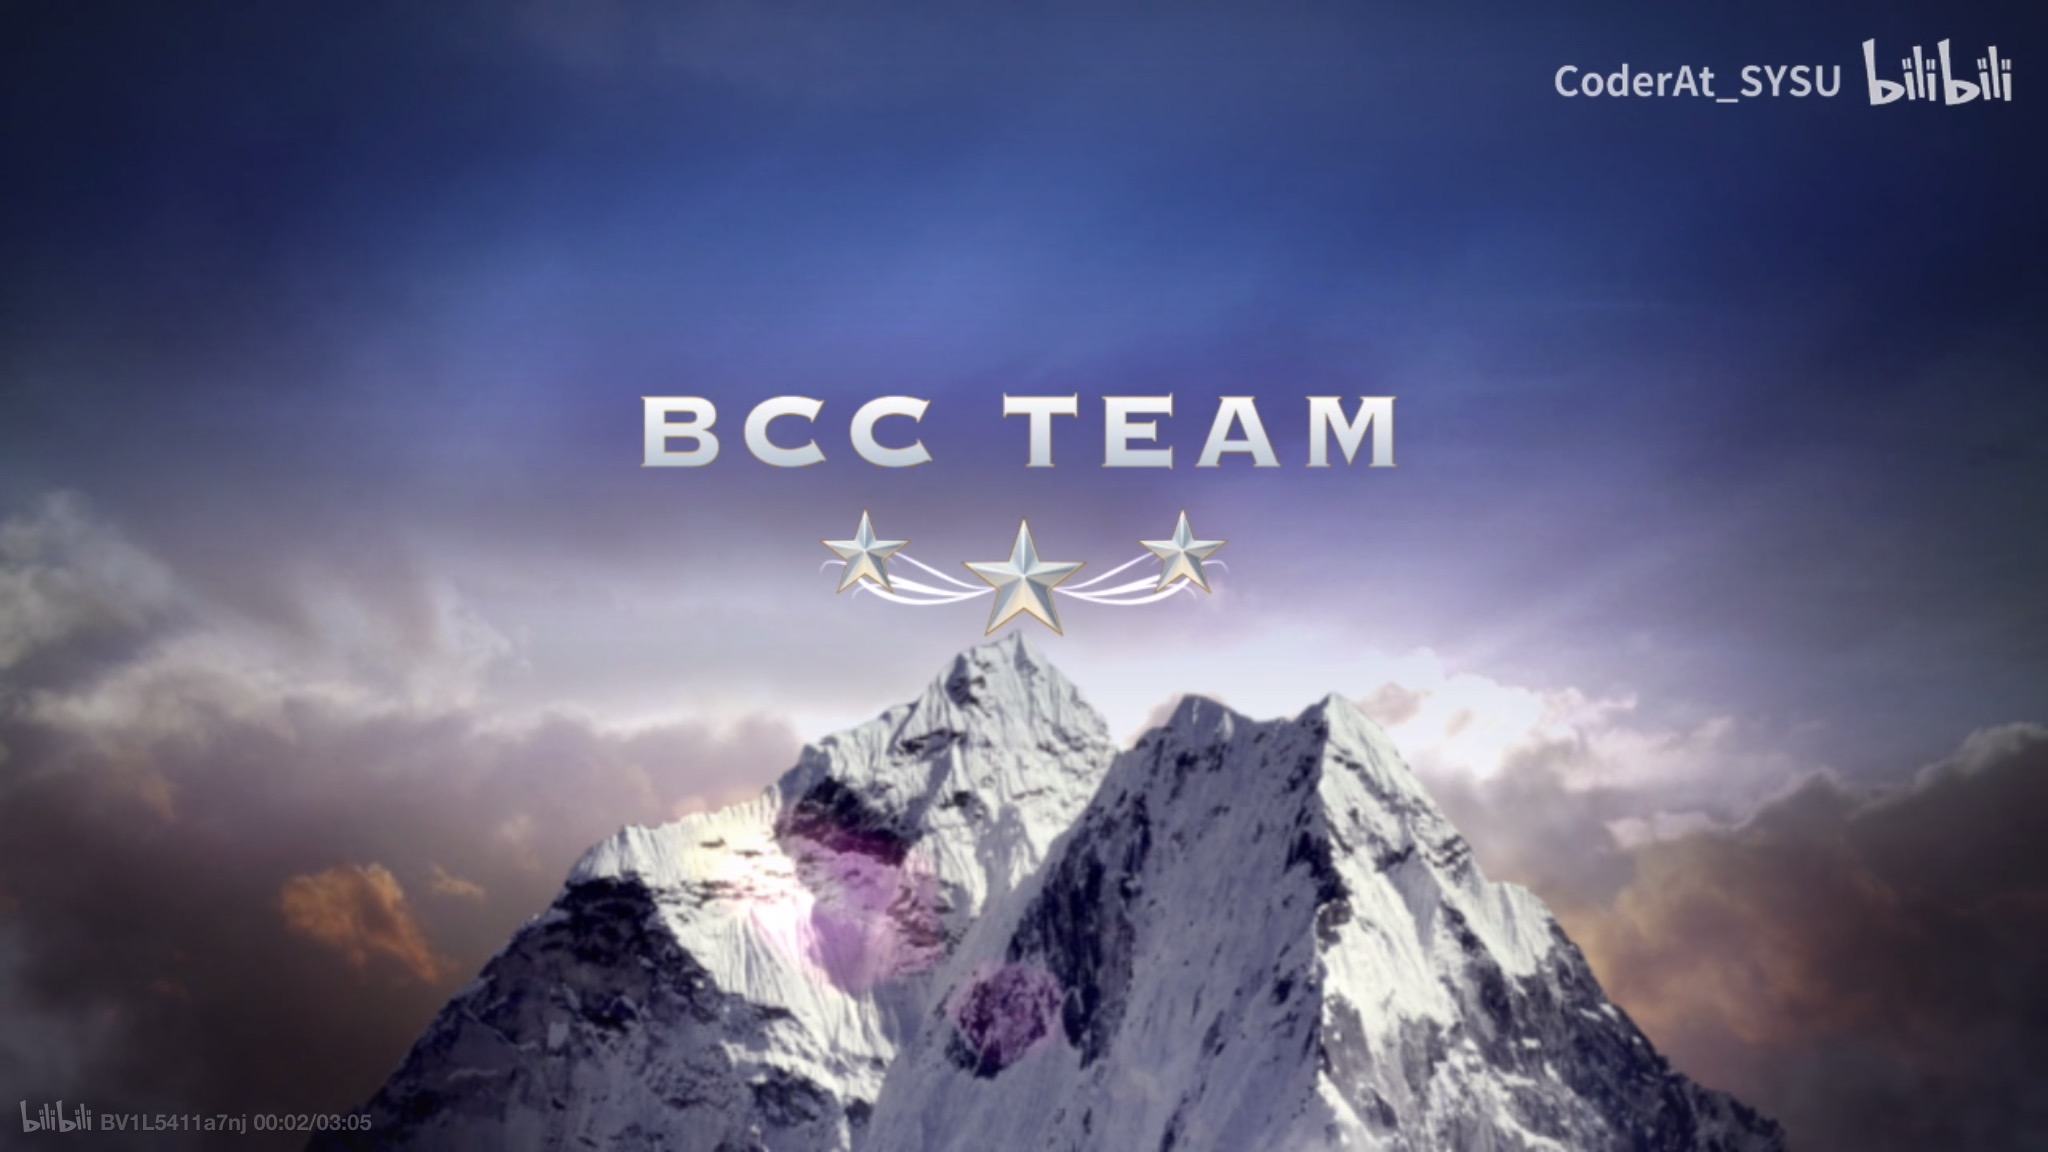 CoderAt_SYSU bilibili
BCC TEAM
bilibili BV1L5411a7nj 00:02/03:05